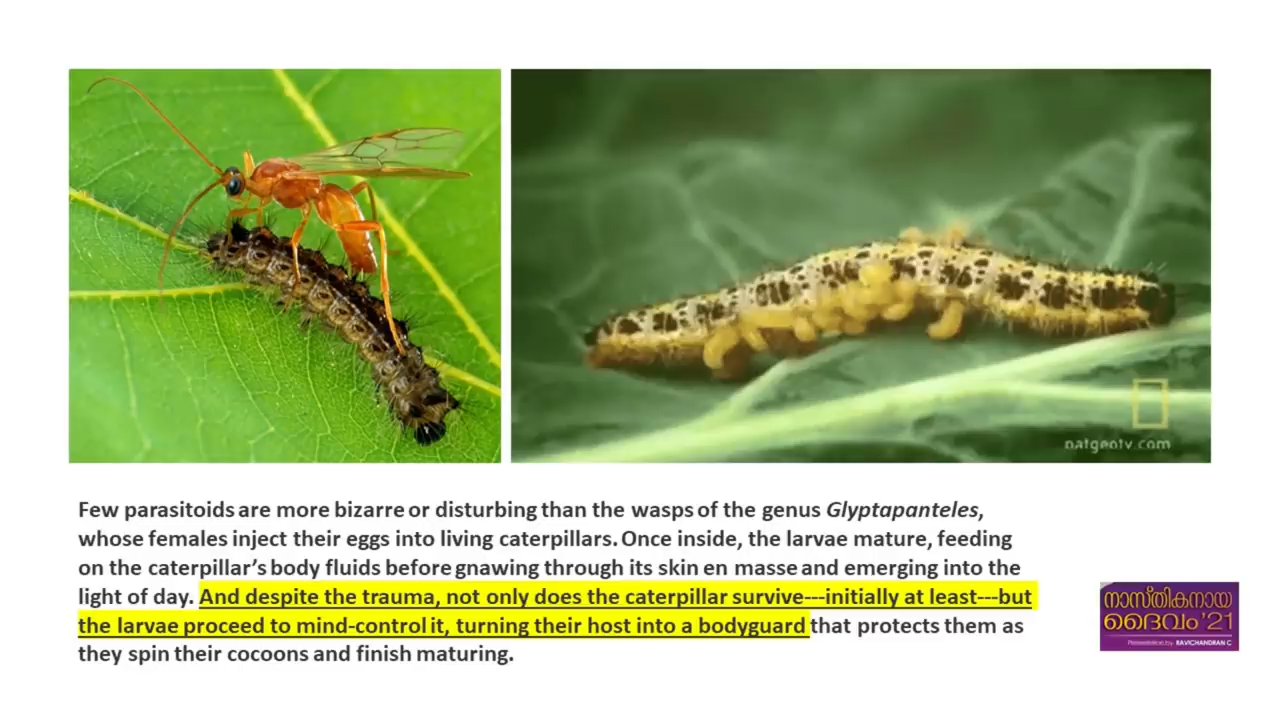 natgeotv.com
Few parasitoids are more bizarre or disturbing than the wasps of the genus Glyptapanteles,
whose females inject their eggs into living caterpillars. Once inside, the larvae mature, feeding
on the caterpillar's body fluids before gnawing through its skin en masse and emerging into the
light of day. And despite the trauma, not only does the caterpillar survive---initially at least---but
the larvae proceed to mind-control it, turning their host into a bodyguard that protects them as
they spin their cocoons and finish maturing.
നാസ്തികനായ
ദൈവം'21
Presentation by RAVICHANDRAN C